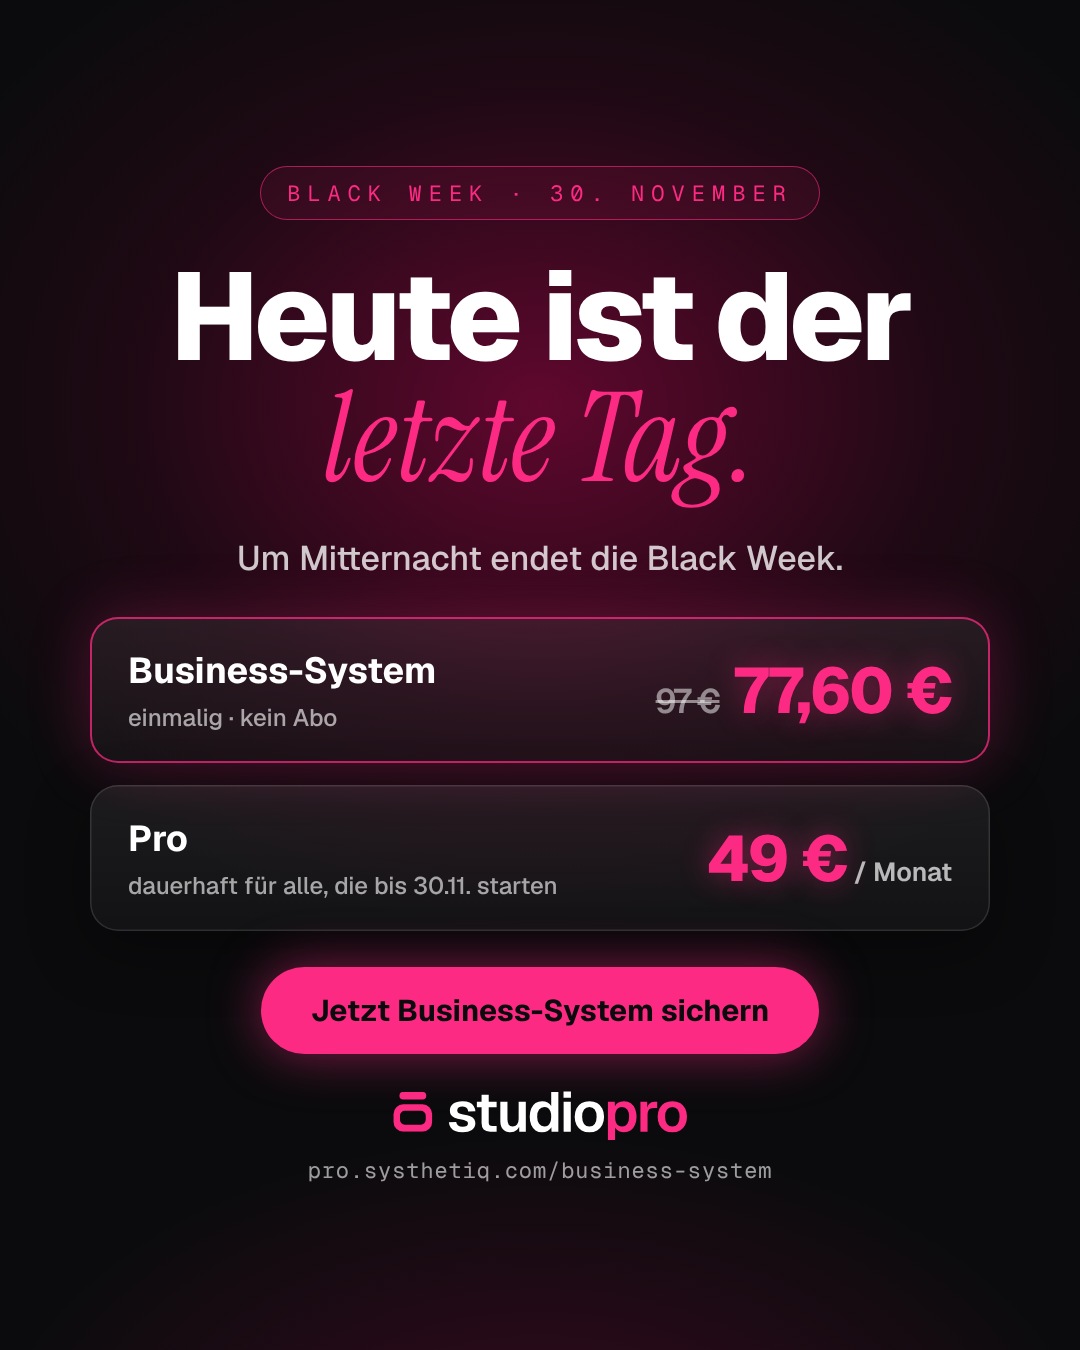 BLACK WEEK · 30. NOVEMBER
Heute ist der
letzte Tag.
Um Mitternacht endet die Black Week.
Business-System
einmalig · kein Abo
97 € 77,60 €
Pro
dauerhaft für alle, die bis 30.11. starten
49 € / Monat
Jetzt Business-System sichern
studiopro
pro.systhetiq.com/business-system